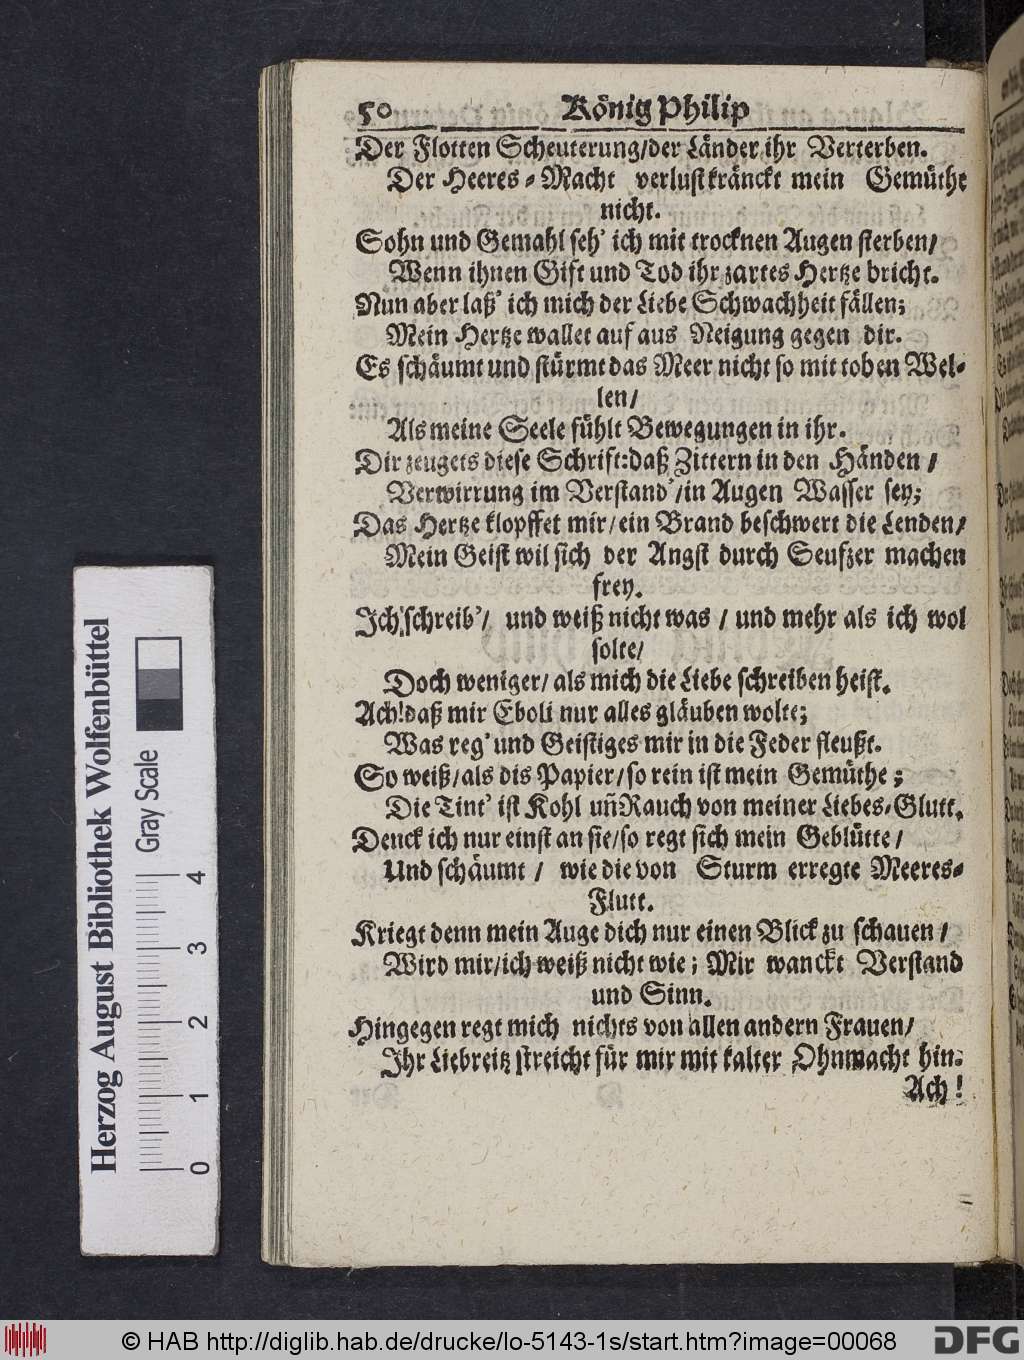 50 König Philip
Der Flotten Scheuterung/der Länder ihr Verterben.
Der Heeres-Macht verlust kränckt mein Gemüthe
nicht.
Sohn und Gemahl seh' ich mit trocknen Augen sterben/
Wenn ihnen Gift und Tod ihr zartes Hertze bricht.
Nun aber laß' ich mich der Liebe Schwachheit fällen;
Mein Hertze wallet auf aus Neigung gegen dir.
Es schäumt und stürmt das Meer nicht so mit toben Wel-
len/
Als meine Seele fühlt Bewegungen in ihr.
Dir zeugets diese Schrift: daß Zittern in den Händen /
Verwirrung im Verstand'/in Augen Wasser sey;
Das Hertze klopffet mir/ein Brand beschwert die Lenden/
Mein Geist wil sich der Angst durch Seufzer machen
frey.
Ich schreib'/ und weiß nicht was / und mehr als ich wol
solte/
Doch weniger/ als mich die Liebe schreiben heist.
Ach! daß mir Eboli nur alles gläuben wolte;
Was reg' und Geistiges mir in die Feder fleußt.
So weiß/als dis Papier/so rein ist mein Gemüthe;
Die Tint' ist Kohl uñ Rauch von meiner Liebes-Glutt.
Denck ich nur einst an sie/so regt sich mein Geblütte/
Und schäumt / wie die von Sturm erregte Meeres-
Flutt.
Kriegt denn mein Auge dich nur einen Blick zu schauen /
Wird mir/ich weiß nicht wie; Mir wanckt Verstand
und Sinn.
Hingegen regt mich nichts von allen andern Frauen/
Ihr Liebreitz streicht für mir mit kalter Ohnmacht hin.
Ach!
Herzog August Bibliothek Wolfenbüttel
Gray Scale
0 1 2 3 4
© HAB http://diglib.hab.de/drucke/lo-5143-1s/start.htm?image=00068
DFG